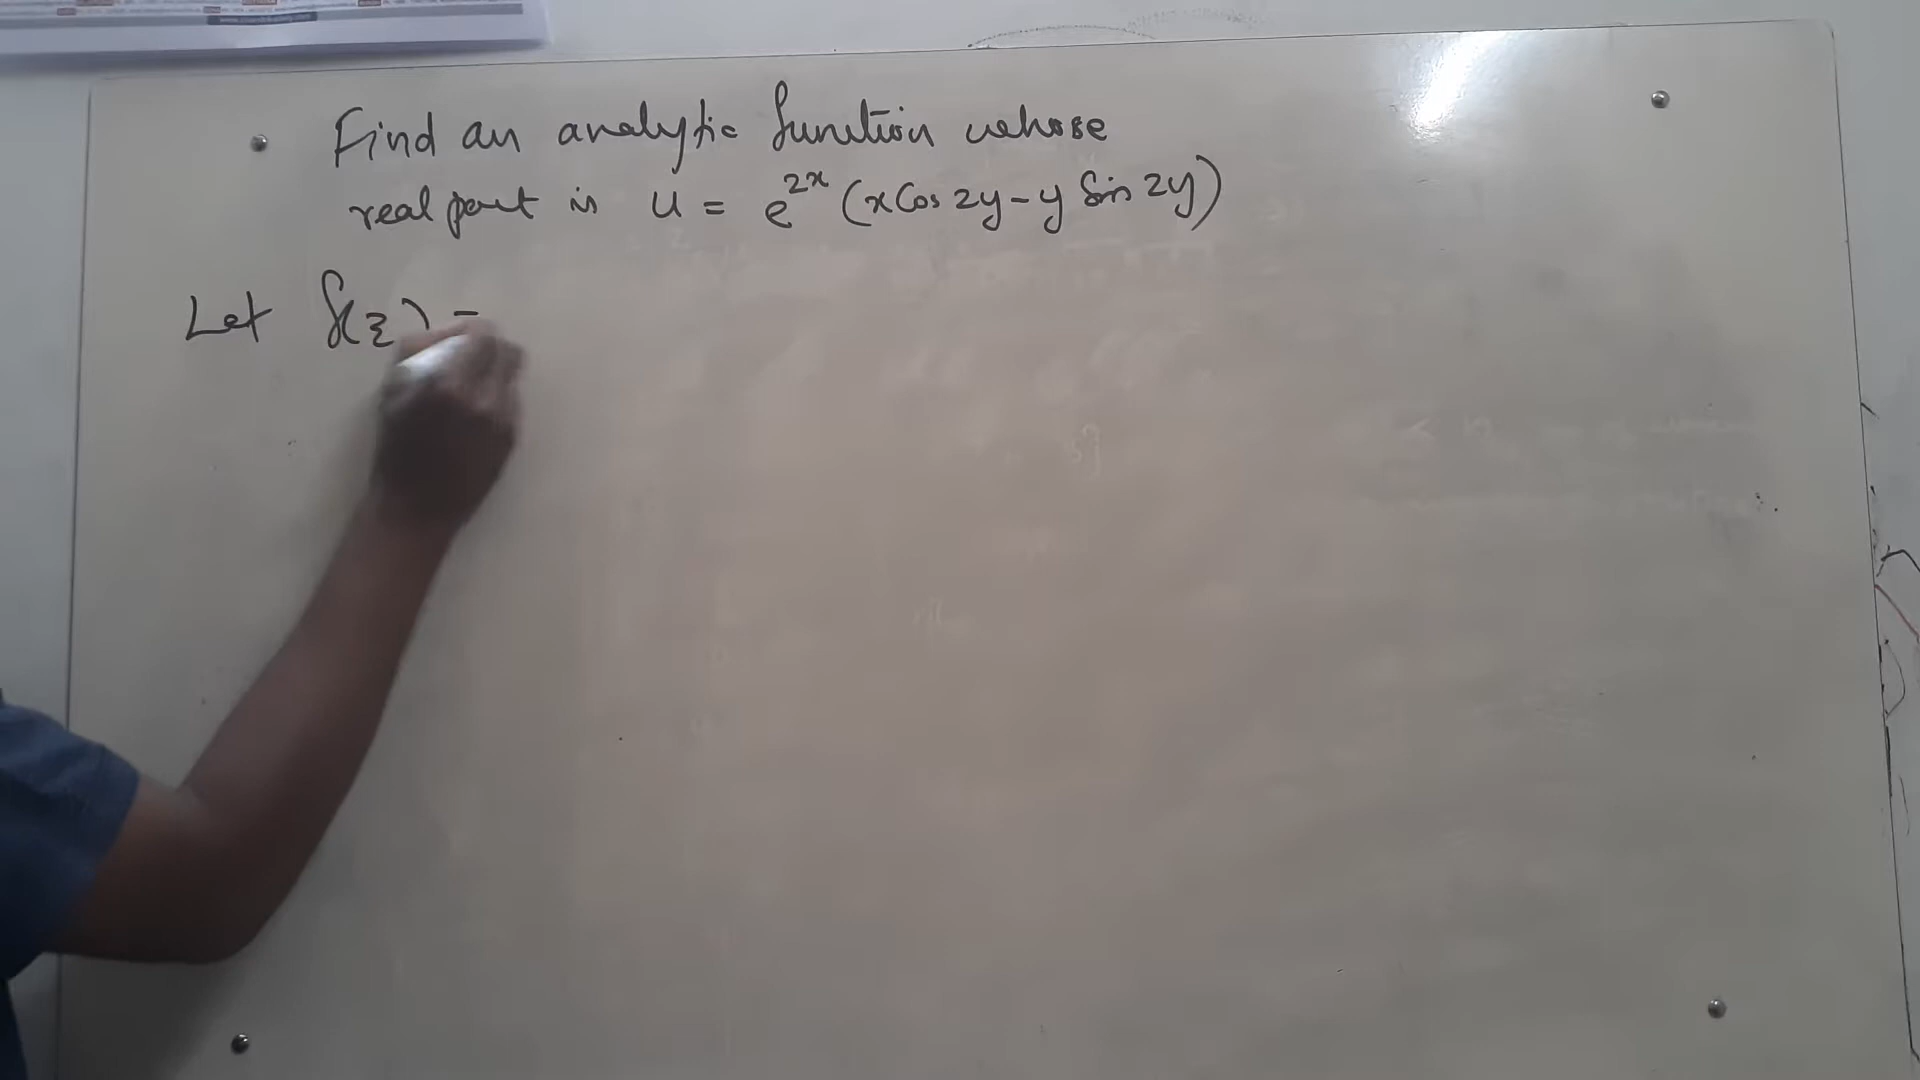 Find an analytic function whose
real part is u = e^{2x} (x Cos 2y - y Sin 2y)
Let f(z) =